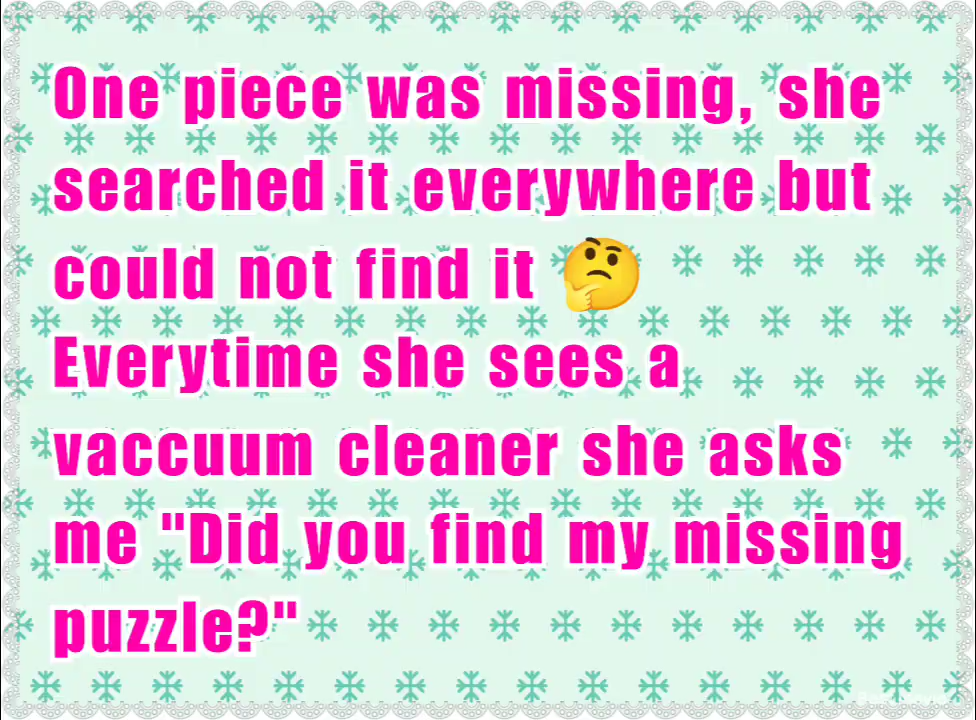 One piece was missing, she
searched it everywhere but
could not find it 🤔
Everytime she sees a
vaccuum cleaner she asks
me "Did you find my missing
puzzle?"